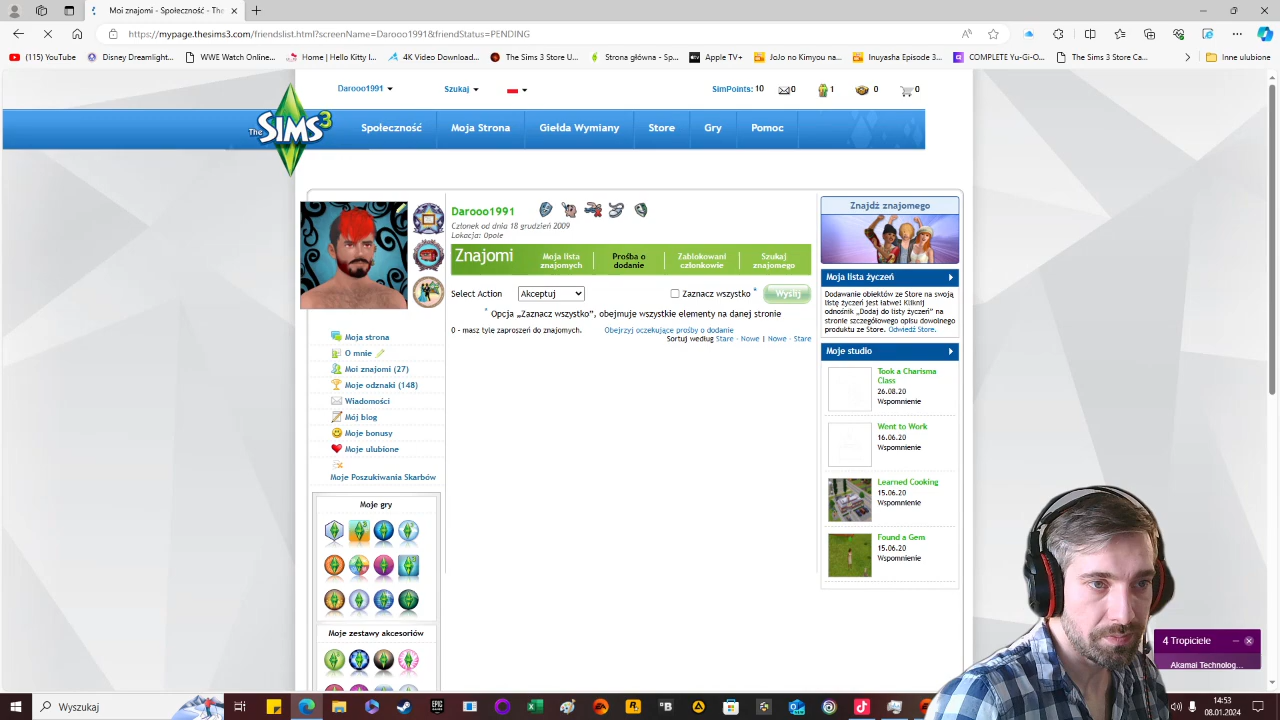 Moi znajomi - Społeczność - The
https://mypage.thesims3.com/friendslist.html?screenName=Darooo1991&friendStatus=PENDING
(115) YouTube
Disney Dreamlight...
WWE Watch Online...
Home | Hello Kitty I...
4K Video Download...
The Sims 3 Store U...
Strona główna – Sp...
Apple TV+
JoJo no Kimyou na...
Inuyasha Episode 3...
COMPLETE Yu-Gi-O...
The Sims 3 Store Ca...
Inne ulubione
Darooo1991
Szukaj
SimPoints: 10
0
1
0
0
The SIMS 3
Społeczność
Moja Strona
Giełda Wymiany
Store
Gry
Pomoc
Darooo1991
Członek od dnia 18 grudzień 2009
Lokacja: Opole
Znajomi
Moja lista znajomych
Prośba o dodanie
Zablokowani członkowie
Szukaj znajomego
Select Action
Akceptuj
Zaznacz wszystko *
Wyślij
* Opcja „Zaznacz wszystko”, obejmuje wszystkie elementy na danej stronie
0 - masz tyle zaproszeń do znajomych.
Obejrzyj oczekujące prośby o dodanie
Sortuj według Stare - Nowe | Nowe - Stare
Moja strona
O mnie
Moi znajomi (27)
Moje odznaki (148)
Wiadomości
Mój blog
Moje bonusy
Moje ulubione
Moje Poszukiwania Skarbów
Moje gry
Moje zestawy akcesoriów
Znajdź znajomego
Moja lista życzeń
Dodawanie obiektów ze Store na swoją
listę życzeń jest łatwe! Kliknij
odnośnik „Dodaj do listy życzeń” na
stronie szczegółowego opisu dowolnego
produktu ze Store. Odwiedź Store.
Moje studio
Took a Charisma
Class
26.08.20
Wspomnienie
Went to Work
16.06.20
Wspomnienie
Learned Cooking
15.06.20
Wspomnienie
Found a Gem
15.06.20
Wspomnienie
4 Tropiciele
Akamai Technolog...
Wyszukaj
14:53
08.01.2024